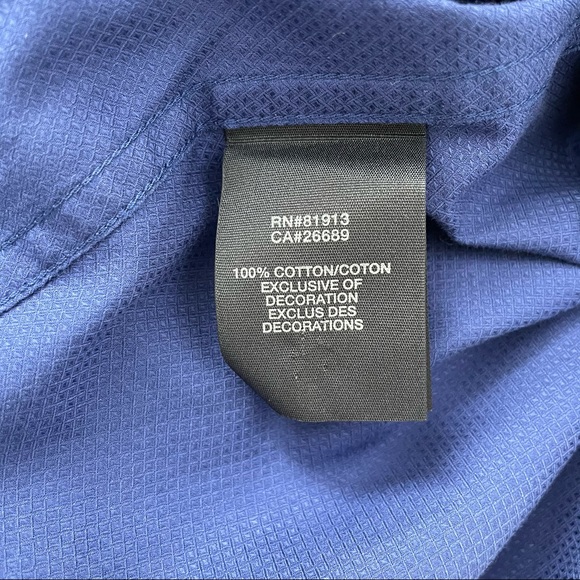 RN#81913
CA#26689
100% COTTON/COTON
EXCLUSIVE OF
DECORATION
EXCLUS DES
DECORATIONS